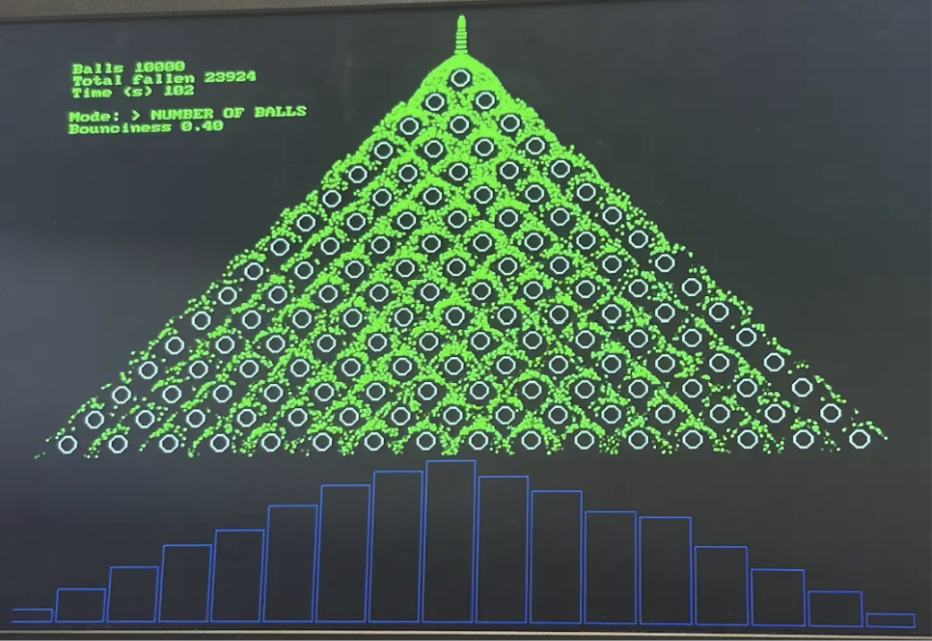 Balls 10000
Total fallen 23924
Time (s) 102
Mode: > NUMBER OF BALLS
Bounciness 0.40